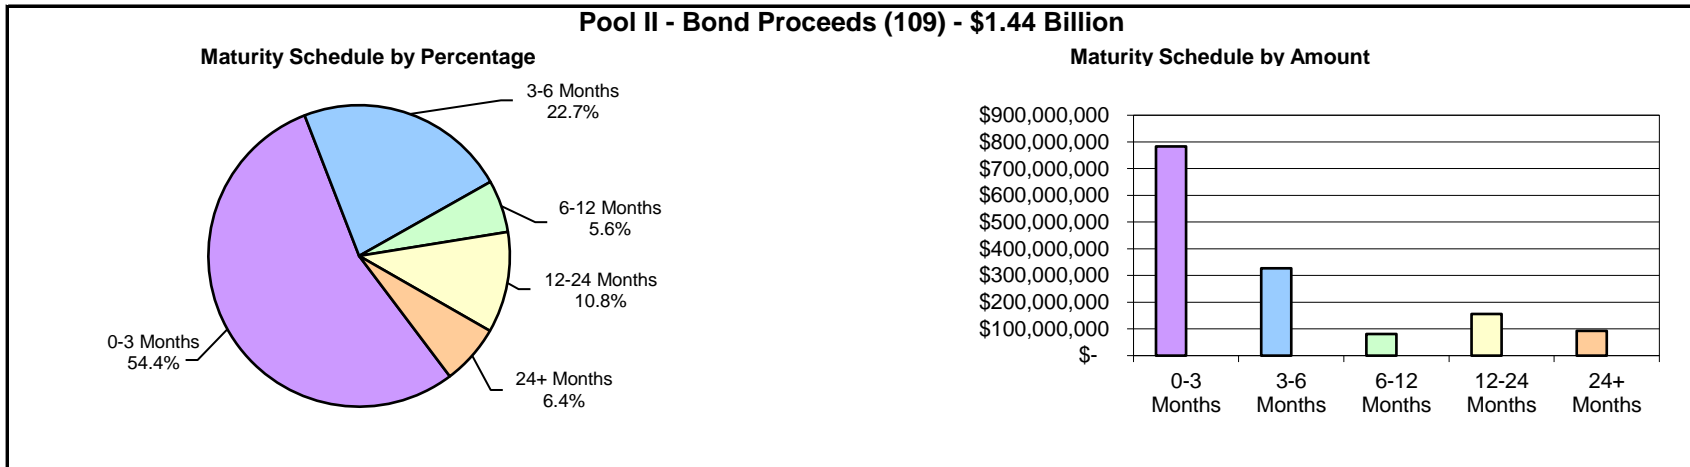 Pool II - Bond Proceeds (109) - $1.44 Billion
Maturity Schedule by Percentage
3-6 Months
22.7%
6-12 Months
5.6%
12-24 Months
10.8%
24+ Months
6.4%
0-3 Months
54.4%
Maturity Schedule by Amount
$900,000,000
$800,000,000
$700,000,000
$600,000,000
$500,000,000
$400,000,000
$300,000,000
$200,000,000
$100,000,000
$-
0-3 3-6 6-12 12-24 24+
Months Months Months Months Months